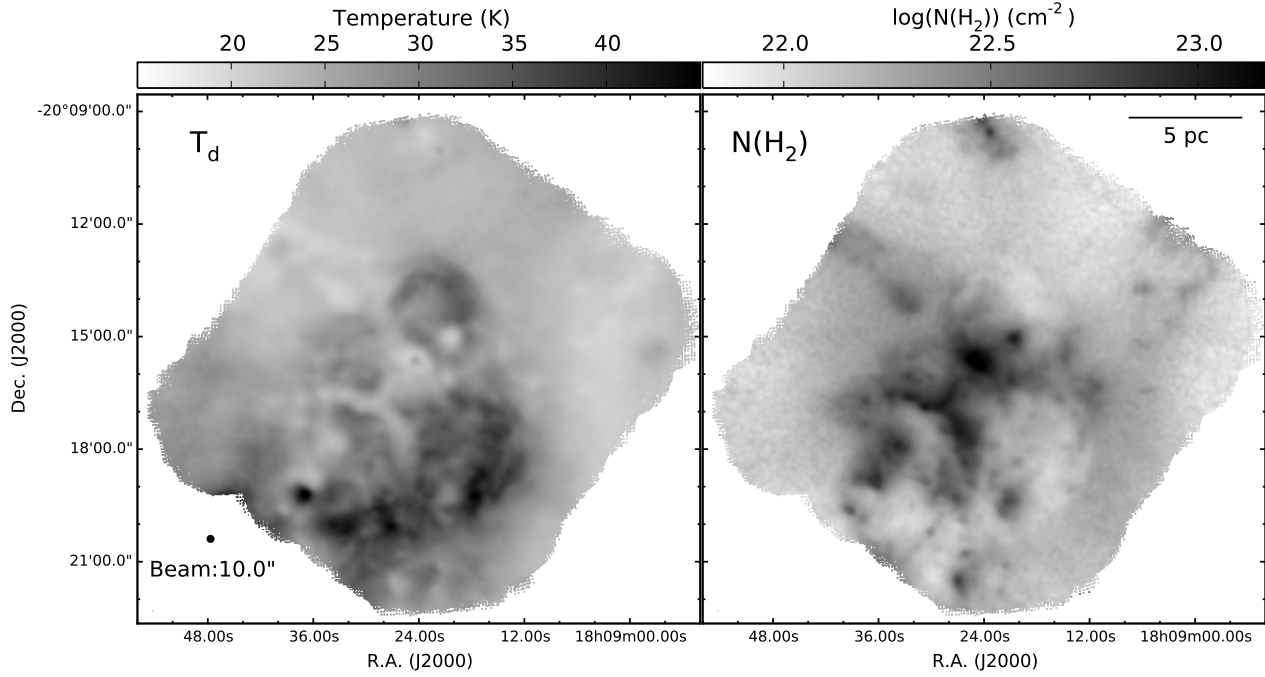 Temperature (K)
20 25 30 35 40
log(N(H2)) (cm-2)
22.0 22.5 23.0
-20°09'00.0"
12'00.0"
15'00.0"
18'00.0"
21'00.0"
Dec. (J2000)
Td
Beam:10.0"
N(H2)
5 pc
48.00s 36.00s 24.00s 12.00s 18h09m00.00s
R.A. (J2000)
48.00s 36.00s 24.00s 12.00s 18h09m00.00s
R.A. (J2000)